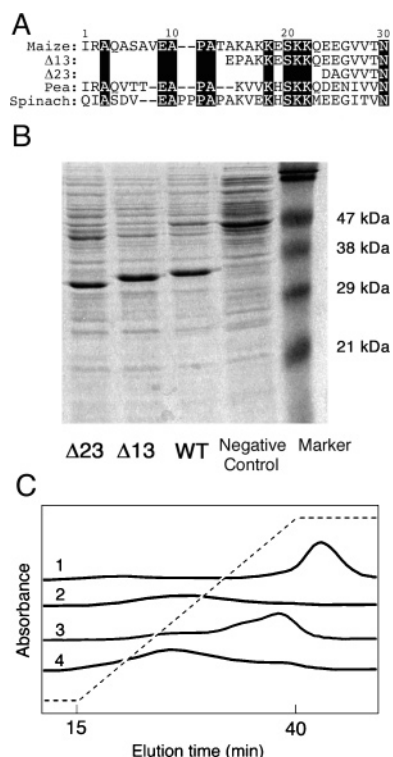 A
1 10 20 30
Maize: IRAQASAVEA--PATAKAKKESKKQEEGVVTN
Δ13: EPAKKESKKQEEGVVTN
Δ23: DAGVVTN
Pea: IRAQVTT-EA--PA--KVVKHSKKQDENIVVN
Spinach: QIASDV--EAPPPAPAKVEKHSKKMEEGITVN
B
47 kDa
38 kDa
29 kDa
21 kDa
Δ23 Δ13 WT Negative Control Marker
C
Absorbance
1
2
3
4
15 40
Elution time (min)